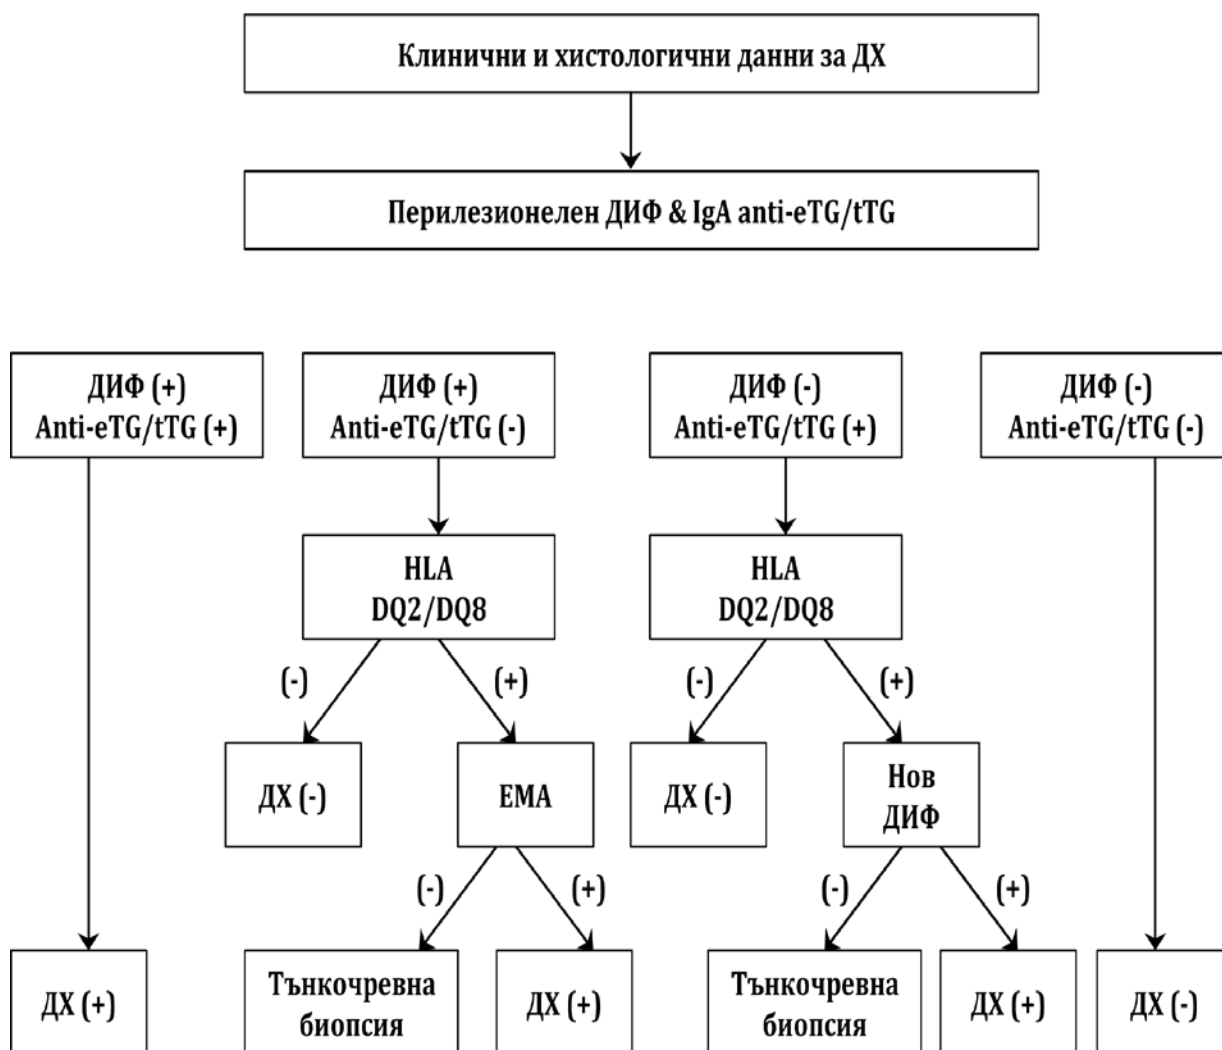 Клинични и хистологични данни за ДХ
Перилезионелен ДИФ & IgA anti-eTG/tTG
ДИФ (+)
Anti-eTG/tTG (+)
ДИФ (+)
Anti-eTG/tTG (-)
ДИФ (-)
Anti-eTG/tTG (+)
ДИФ (-)
Anti-eTG/tTG (-)
HLA
DQ2/DQ8
HLA
DQ2/DQ8
(-)
(+)
(-)
(+)
ДХ (-)
ЕМА
ДХ (-)
Нов
ДИФ
(-)
(+)
(-)
(+)
ДХ (+)
Тънкочревна
биопсия
ДХ (+)
Тънкочревна
биопсия
ДХ (+)
ДХ (-)